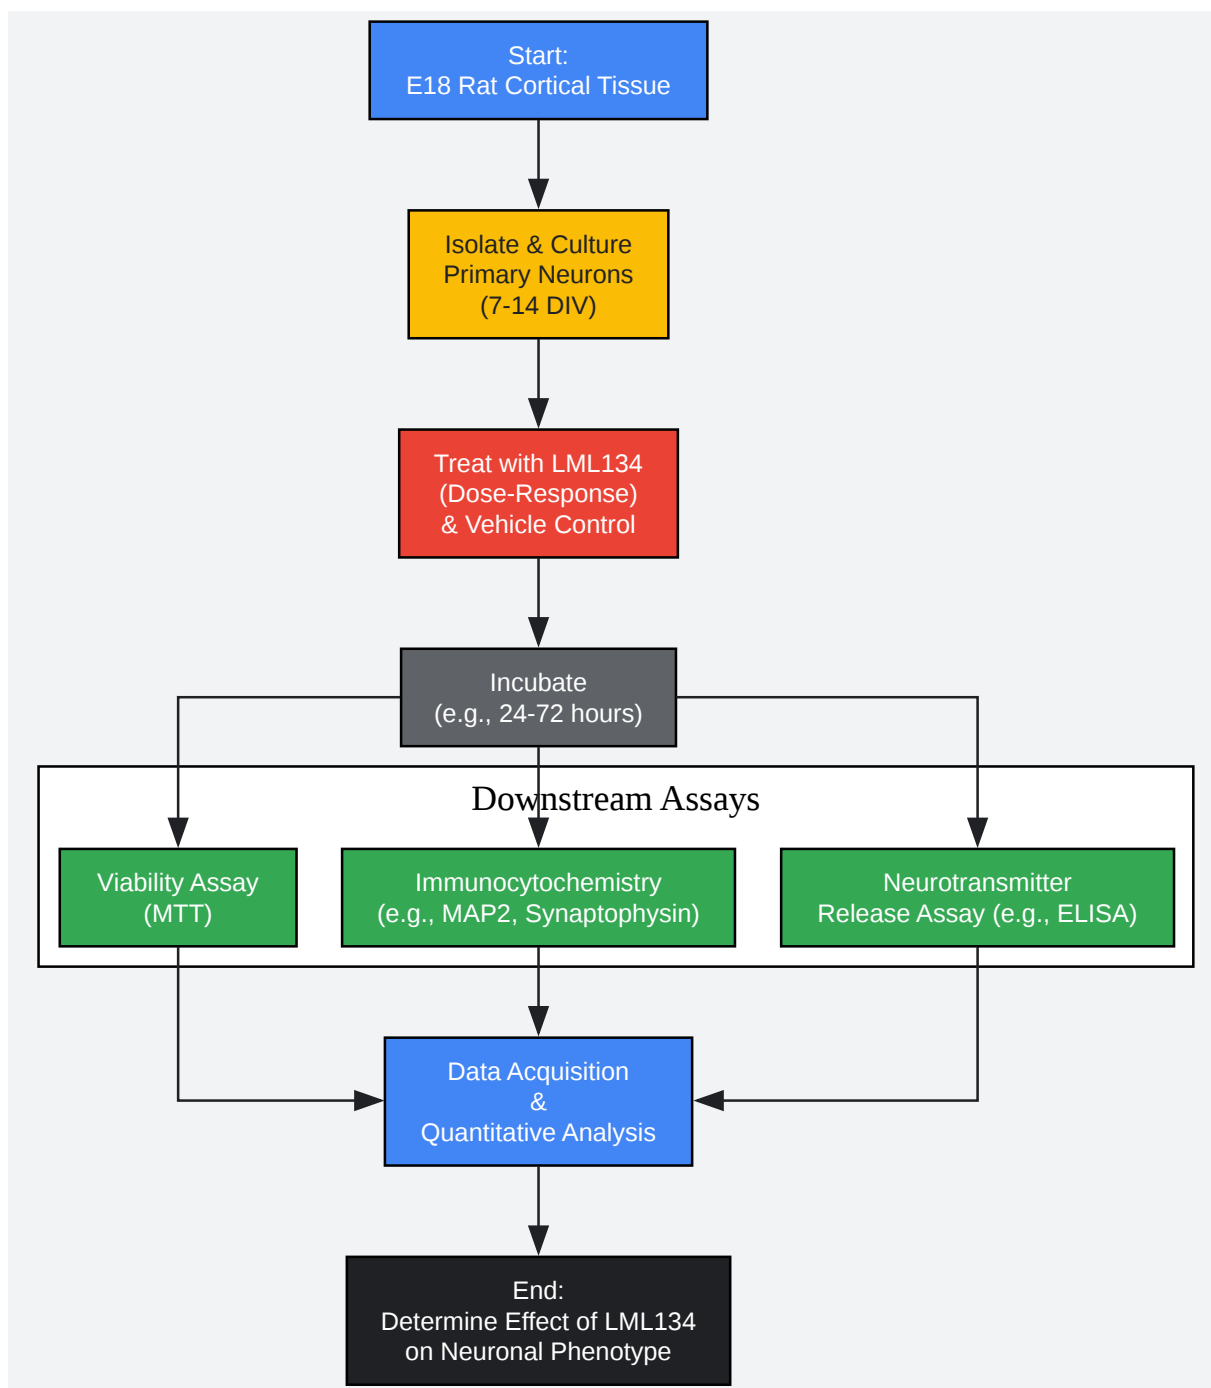 Start:
E18 Rat Cortical Tissue
Isolate & Culture
Primary Neurons
(7-14 DIV)
Treat with LML134
(Dose-Response)
& Vehicle Control
Incubate
(e.g., 24-72 hours)
Downstream Assays
Viability Assay
(MTT)
Immunocytochemistry
(e.g., MAP2, Synaptophysin)
Neurotransmitter
Release Assay (e.g., ELISA)
Data Acquisition
&
Quantitative Analysis
End:
Determine Effect of LML134
on Neuronal Phenotype